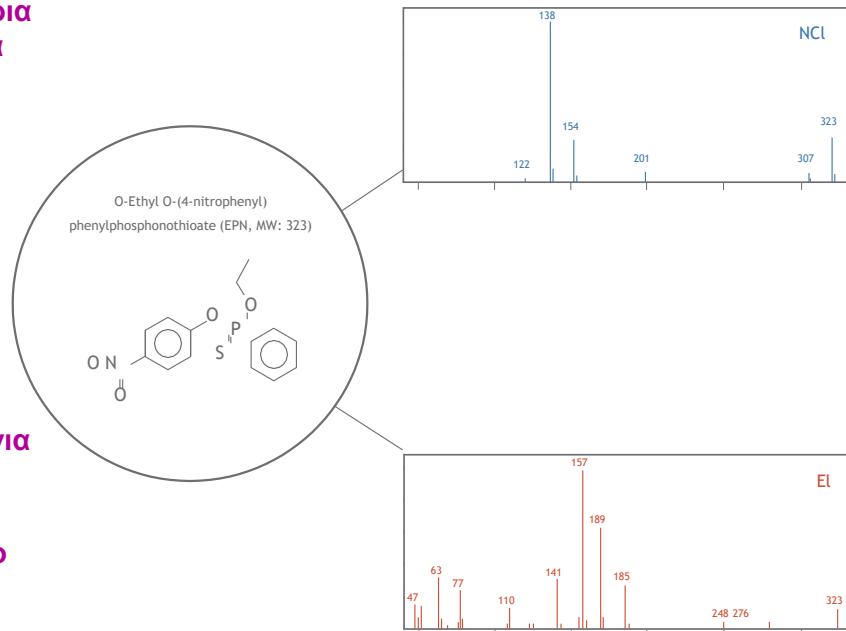 138
NCl
154
122
201
307
323
O-Ethyl O-(4-nitrophenyl)
phenylphosphonothioate (EPN, MW: 323)
O
O
P
S
O N
O
157
El
189
63
77
141
185
47
110
248 276
323